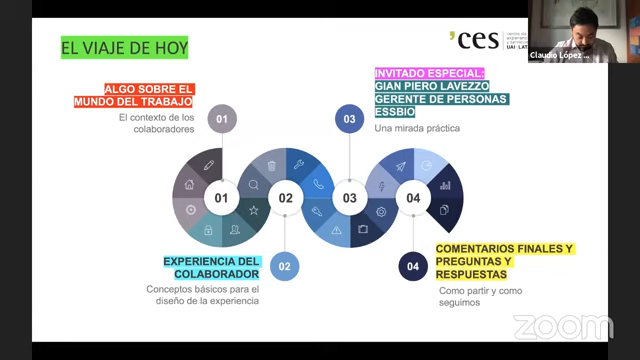 EL VIAJE DE HOY
'ces
UAI
Claudio López
ALGO SOBRE EL
MUNDO DEL TRABAJO
El contexto de los
colaboradores
01
03
INVITADO ESPECIAL:
GIAN PIERO LAVEZZO
GERENTE DE PERSONAS
ESSBIO
Una mirada práctica
01
02
03
04
EXPERIENCIA DEL
COLABORADOR
Conceptos básicos para el
diseño de la experiencia
02
04
COMENTARIOS FINALES Y
PREGUNTAS Y
RESPUESTAS
Como partir y como
seguimos
zoom